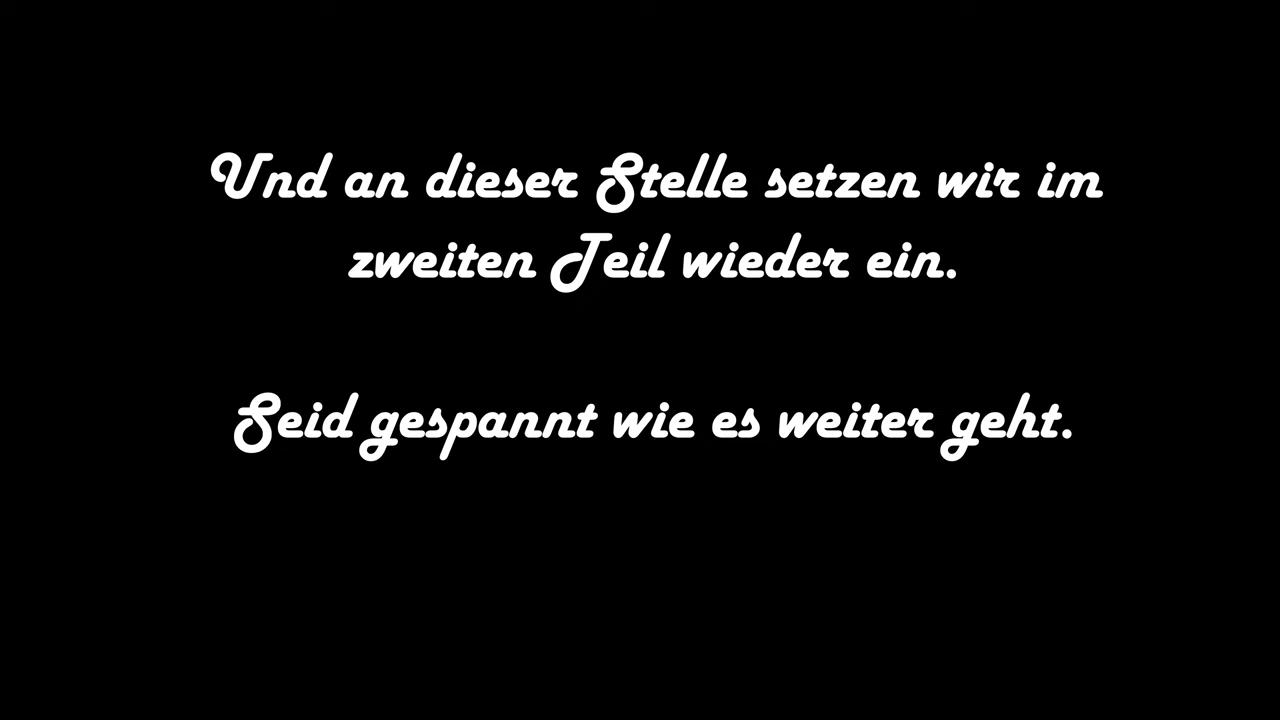 Und an dieser Stelle setzen wir im
zweiten Teil wieder ein.
Seid gespannt wie es weiter geht.